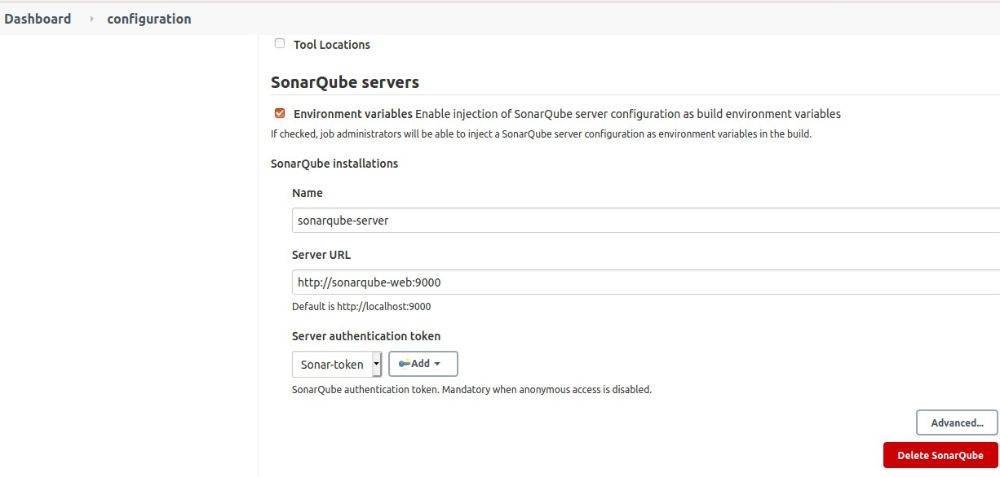 Dashboard configuration
Tool Locations
SonarQube servers
Environment variables Enable injection of SonarQube server configuration as build environment variables
If checked, job administrators will be able to inject a SonarQube server configuration as environment variables in the build.
SonarQube installations
Name
sonarqube-server
Server URL
http://sonarqube-web:9000
Default is http://localhost:9000
Server authentication token
Sonar-token Add
SonarQube authentication token. Mandatory when anonymous access is disabled.
Advanced...
Delete SonarQube